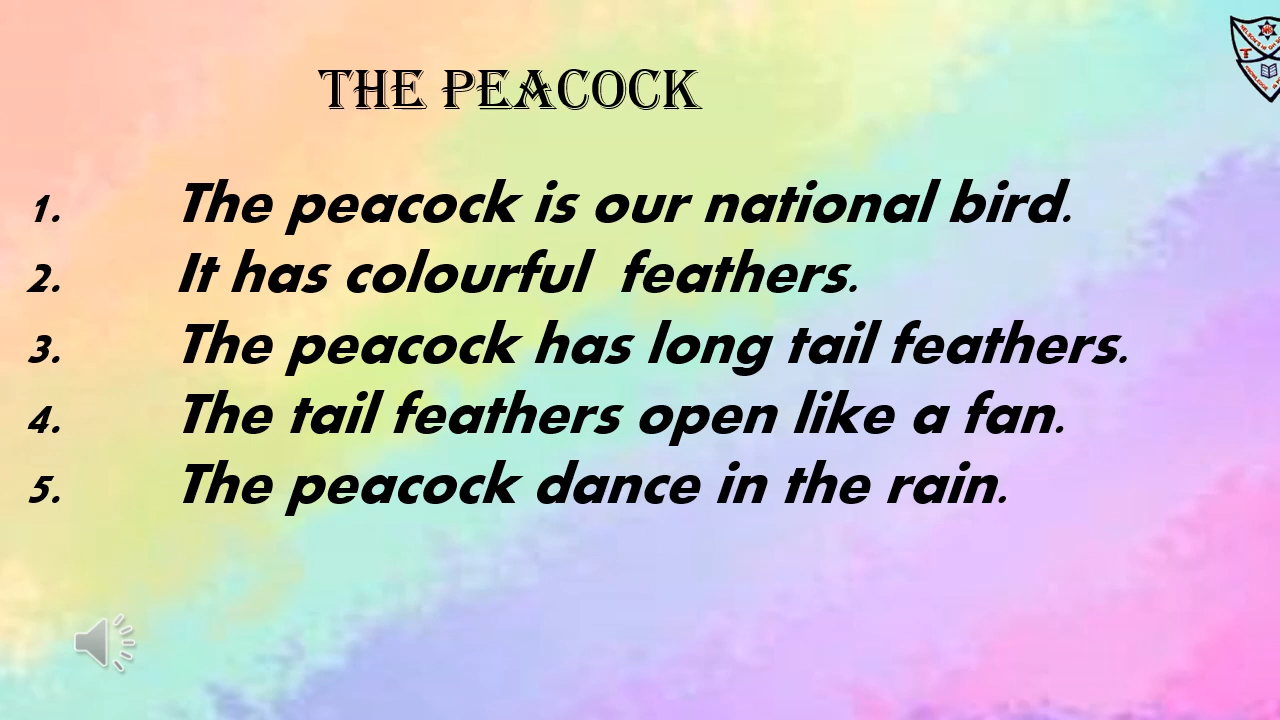 THE PEACOCK
1. The peacock is our national bird.
2. It has colourful feathers.
3. The peacock has long tail feathers.
4. The tail feathers open like a fan.
5. The peacock dance in the rain.